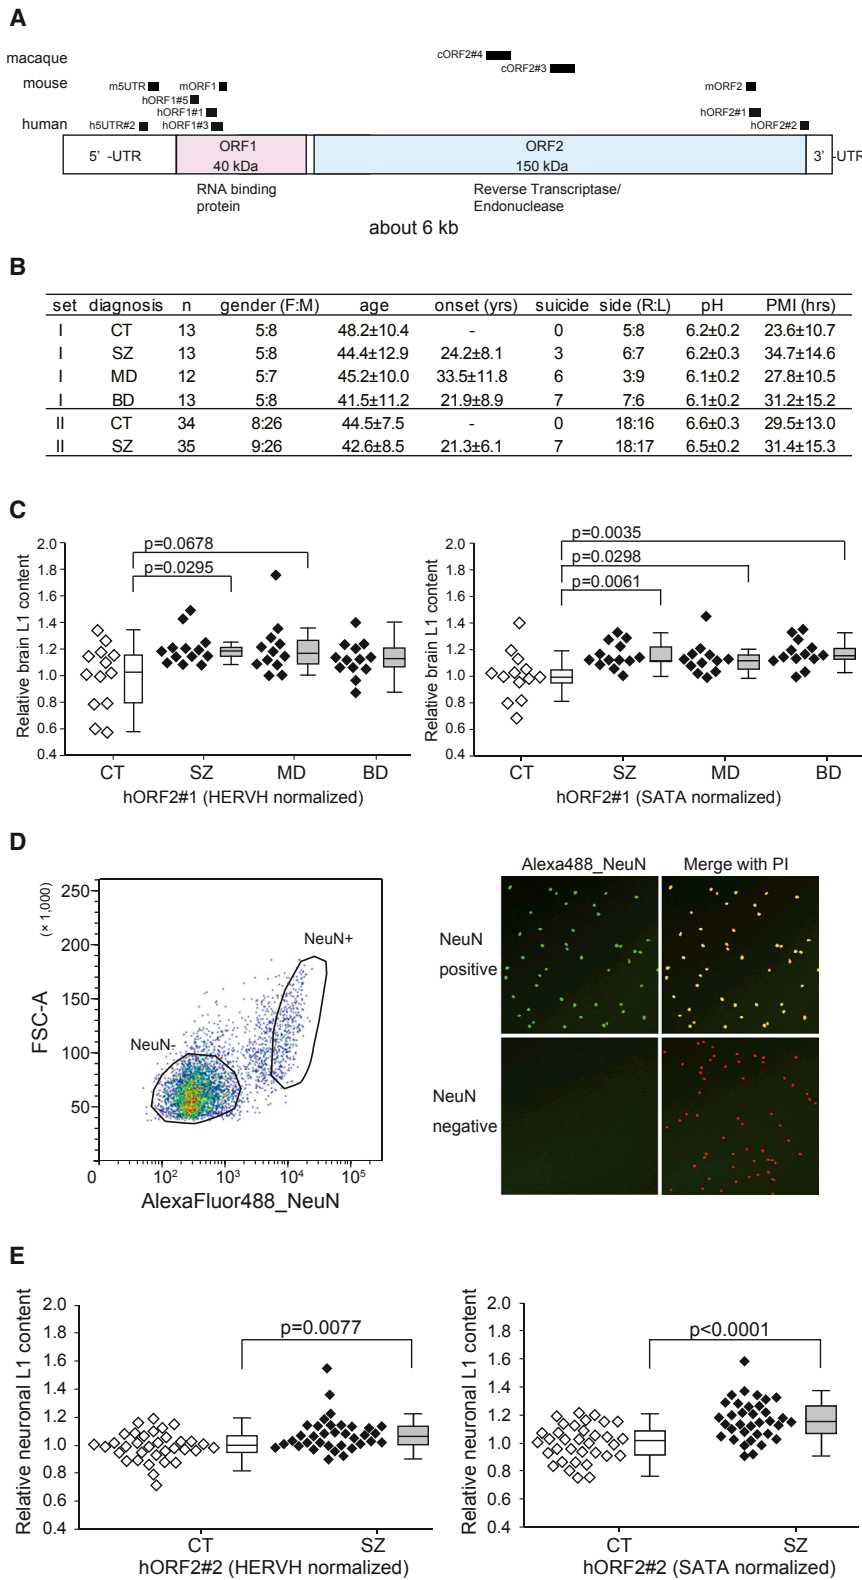 A
macaque
cORF2#4
cORF2#3
mouse
m5UTR
mORF1
mORF2
hORF1#5
hORF1#1
hORF2#1
human
h5UTR#2
hORF1#3
hORF2#2
5' -UTR
ORF1
40 kDa
ORF2
150 kDa
3' -UTR
RNA binding
protein
Reverse Transcriptase/
Endonuclease
about 6 kb
B
set diagnosis n gender (F:M) age onset (yrs) suicide side (R:L) pH PMI (hrs)
I CT 13 5:8 48.2±10.4 - 0 5:8 6.2±0.2 23.6±10.7
I SZ 13 5:8 44.4±12.9 24.2±8.1 3 6:7 6.2±0.3 34.7±14.6
I MD 12 5:7 45.2±10.0 33.5±11.8 6 3:9 6.1±0.2 27.8±10.5
I BD 13 5:8 41.5±11.2 21.9±8.9 7 7:6 6.1±0.2 31.2±15.2
II CT 34 8:26 44.5±7.5 - 0 18:16 6.6±0.3 29.5±13.0
II SZ 35 9:26 42.6±8.5 21.3±6.1 7 18:17 6.5±0.2 31.4±15.3
C
Relative brain L1 content
2.0
1.8
1.6
1.4
1.2
1.0
0.8
0.6
0.4
p=0.0678
p=0.0295
CT SZ MD BD
hORF2#1 (HERVH normalized)
Relative brain L1 content
2.0
1.8
1.6
1.4
1.2
1.0
0.8
0.6
0.4
p=0.0035
p=0.0298
p=0.0061
CT SZ MD BD
hORF2#1 (SATA normalized)
D
(× 1,000)
FSC-A
250
200
150
100
50
NeuN+
NeuN-
0 10² 10³ 10⁴ 10⁵
AlexaFluor488_NeuN
Alexa488_NeuN Merge with PI
NeuN
positive
NeuN
negative
E
Relative neuronal L1 content
2.0
1.8
1.6
1.4
1.2
1.0
0.8
0.6
0.4
p=0.0077
CT SZ
hORF2#2 (HERVH normalized)
Relative neuronal L1 content
2.0
1.8
1.6
1.4
1.2
1.0
0.8
0.6
0.4
p<0.0001
CT SZ
hORF2#2 (SATA normalized)